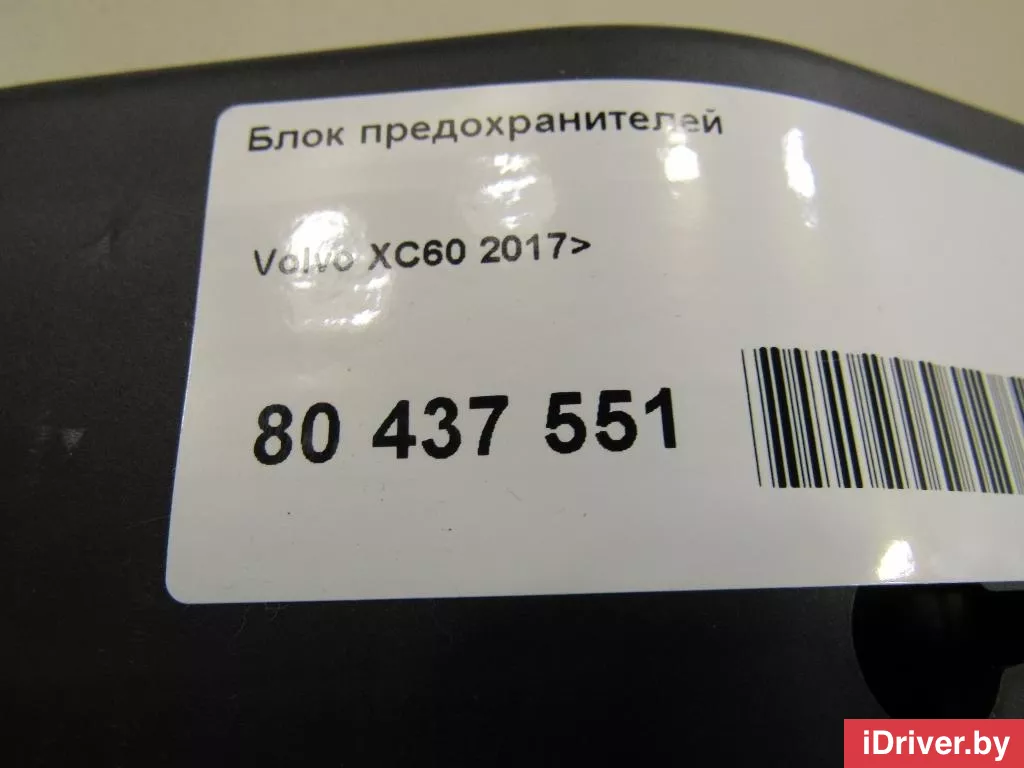 Блок предохранителей
Volvo XC60 2017>
80 437 551
iDriver.by